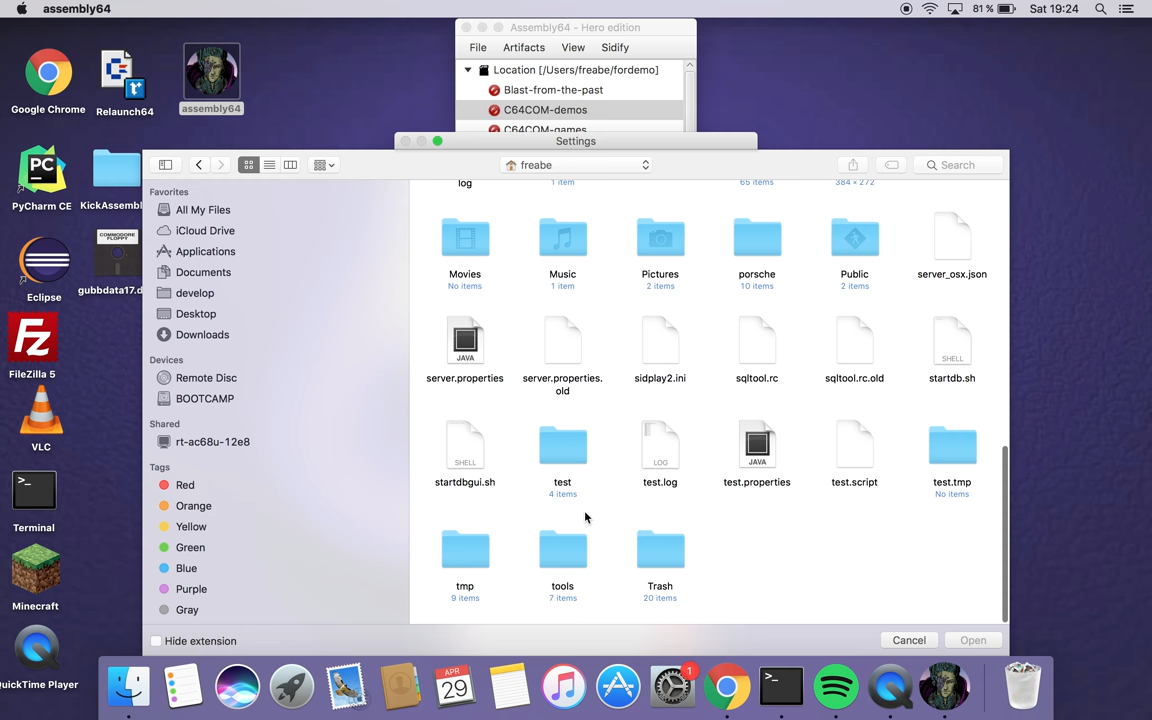 assembly64
81 %
Sat 19:24
Assembly64 - Hero edition
File Artifacts View Sidify
Location [/Users/freabe/fordemo]
Blast-from-the-past
C64COM-demos
C64COM-games
Settings
freabe
Search
Google Chrome
Relaunch64
assembly64
PC
PyCharm CE
KickAssembl
COMMODORE
FLOPPY
Eclipse
gubbdata17.d
Fz
FileZilla 5
VLC
>_
Terminal
Minecraft
uickTime Player
Favorites
All My Files
iCloud Drive
Applications
Documents
develop
Desktop
Downloads
Devices
Remote Disc
BOOTCAMP
Shared
rt-ac68u-12e8
Tags
Red
Orange
Yellow
Green
Blue
Purple
Gray
log
1 item
65 items
384 × 272
Movies
No items
Music
1 item
Pictures
2 items
porsche
10 items
Public
2 items
server_osx.json
JAVA
server.properties
server.properties.
old
sidplay2.ini
sqltool.rc
sqltool.rc.old
SHELL
startdb.sh
SHELL
startdbgui.sh
test
4 items
LOG
test.log
JAVA
test.properties
test.script
test.tmp
No items
tmp
9 items
tools
7 items
Trash
20 items
Hide extension
Cancel
Open
APR
29
1
>_